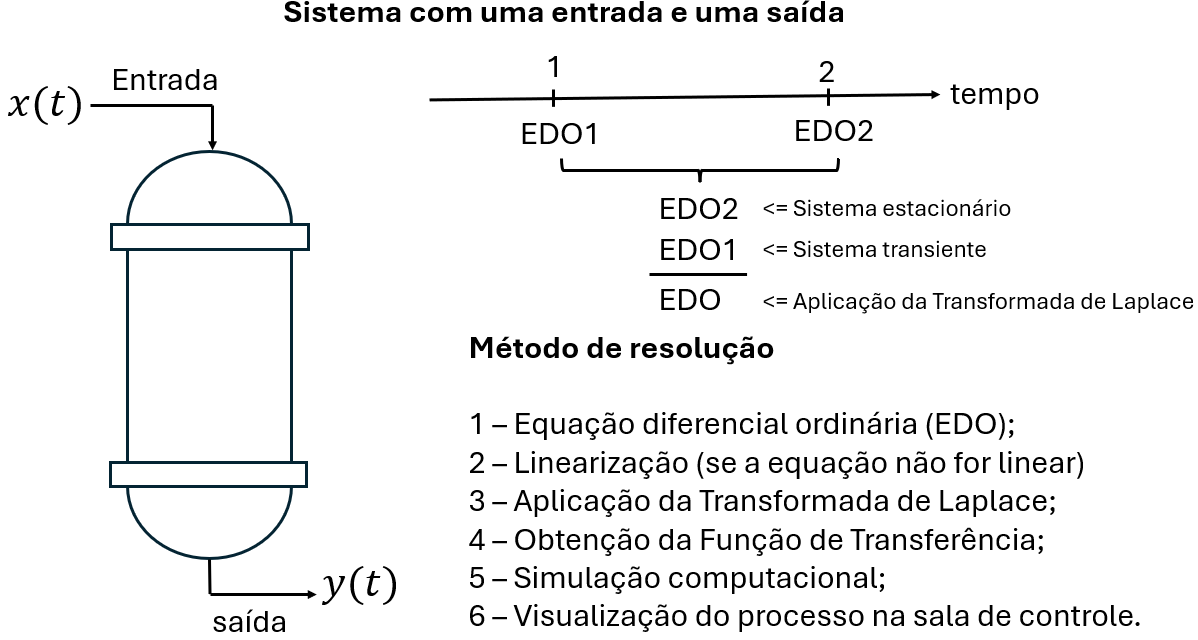 Sistema com uma entrada e uma saída
Entrada
x(t)
1
2
tempo
EDO1
EDO2
EDO2 <= Sistema estacionário
EDO1 <= Sistema transiente
EDO <= Aplicação da Transformada de Laplace
Método de resolução
1 – Equação diferencial ordinária (EDO);
2 – Linearização (se a equação não for linear)
3 – Aplicação da Transformada de Laplace;
4 – Obtenção da Função de Transferência;
5 – Simulação computacional;
6 – Visualização do processo na sala de controle.
y(t)
saída